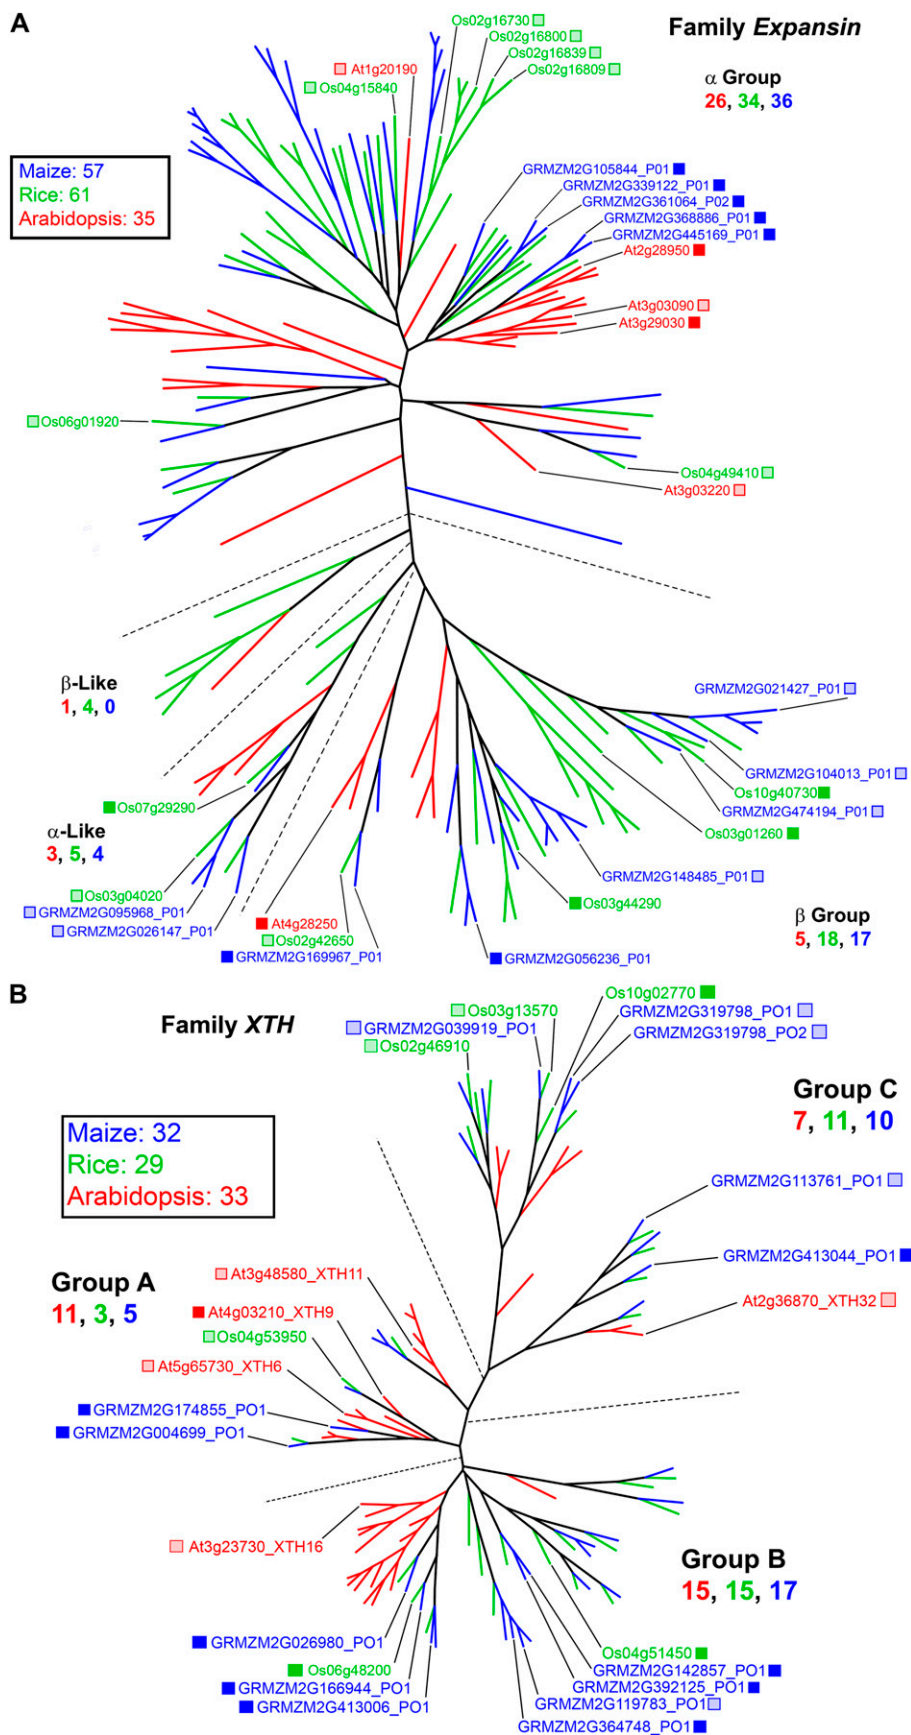 A
Family Expansin
α Group
26, 34, 36
Os02g16730
Os02g16800
Os02g16839
Os02g16809
At1g20190
Os04g15840
Maize: 57
Rice: 61
Arabidopsis: 35
GRMZM2G105844_P01
GRMZM2G339122_P01
GRMZM2G361064_P02
GRMZM2G368886_P01
GRMZM2G445169_P01
At2g28950
At3g03090
At3g29030
Os06g01920
Os04g49410
At3g03220
β-Like
1, 4, 0
GRMZM2G021427_P01
GRMZM2G104013_P01
Os10g40730
GRMZM2G474194_P01
Os03g01260
Os07g29290
α-Like
3, 5, 4
GRMZM2G148485_P01
Os03g04020
Os03g44290
GRMZM2G095968_P01
GRMZM2G026147_P01
At4g28250
Os02g42650
GRMZM2G169967_P01
GRMZM2G056236_P01
β Group
5, 18, 17
B
Family XTH
Os10g02770
Os03g13570
GRMZM2G319798_PO1
GRMZM2G039919_PO1
GRMZM2G319798_PO2
Os02g46910
Group C
7, 11, 10
Maize: 32
Rice: 29
Arabidopsis: 33
GRMZM2G113761_PO1
GRMZM2G413044_PO1
At2g36870_XTH32
Group A
11, 3, 5
At3g48580_XTH11
At4g03210_XTH9
Os04g53950
At5g65730_XTH6
GRMZM2G174855_PO1
GRMZM2G004699_PO1
At3g23730_XTH16
Group B
15, 15, 17
GRMZM2G026980_PO1
Os06g48200
GRMZM2G166944_PO1
GRMZM2G413006_PO1
Os04g51450
GRMZM2G142857_PO1
GRMZM2G392125_PO1
GRMZM2G119783_PO1
GRMZM2G364748_PO1